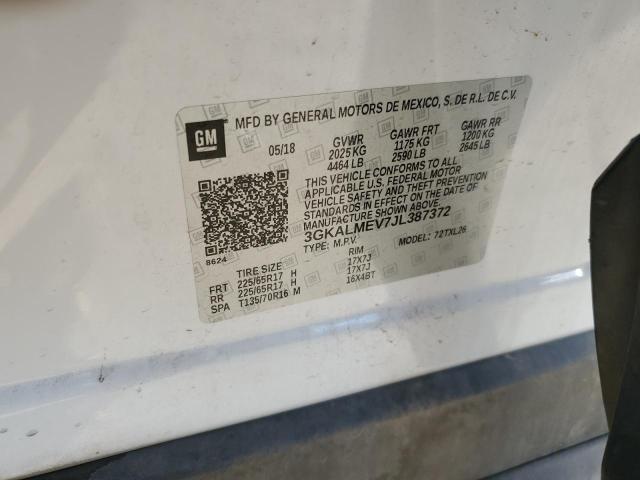 GM
MFD BY GENERAL MOTORS DE MEXICO, S. DE R.L. DE C.V.
05/18 GVWR GAWR FRT GAWR RR
2025 KG 1175 KG 1200 KG
4464 LB 2590 LB 2645 LB
THIS VEHICLE CONFORMS TO ALL
APPLICABLE U.S. FEDERAL MOTOR
VEHICLE SAFETY AND THEFT PREVENTION
STANDARDS IN EFFECT ON THE DATE OF
MANUFACTURE SHOWN ABOVE.
3GKALMEV7JL387372
TYPE: M.P.V. MODEL: 72TXL26
8624
TIRE SIZE RIM
FRT 225/65R17 H 17X7J
RR 225/65R17 H 17X7J
SPA T135/70R16 M 16X4BT